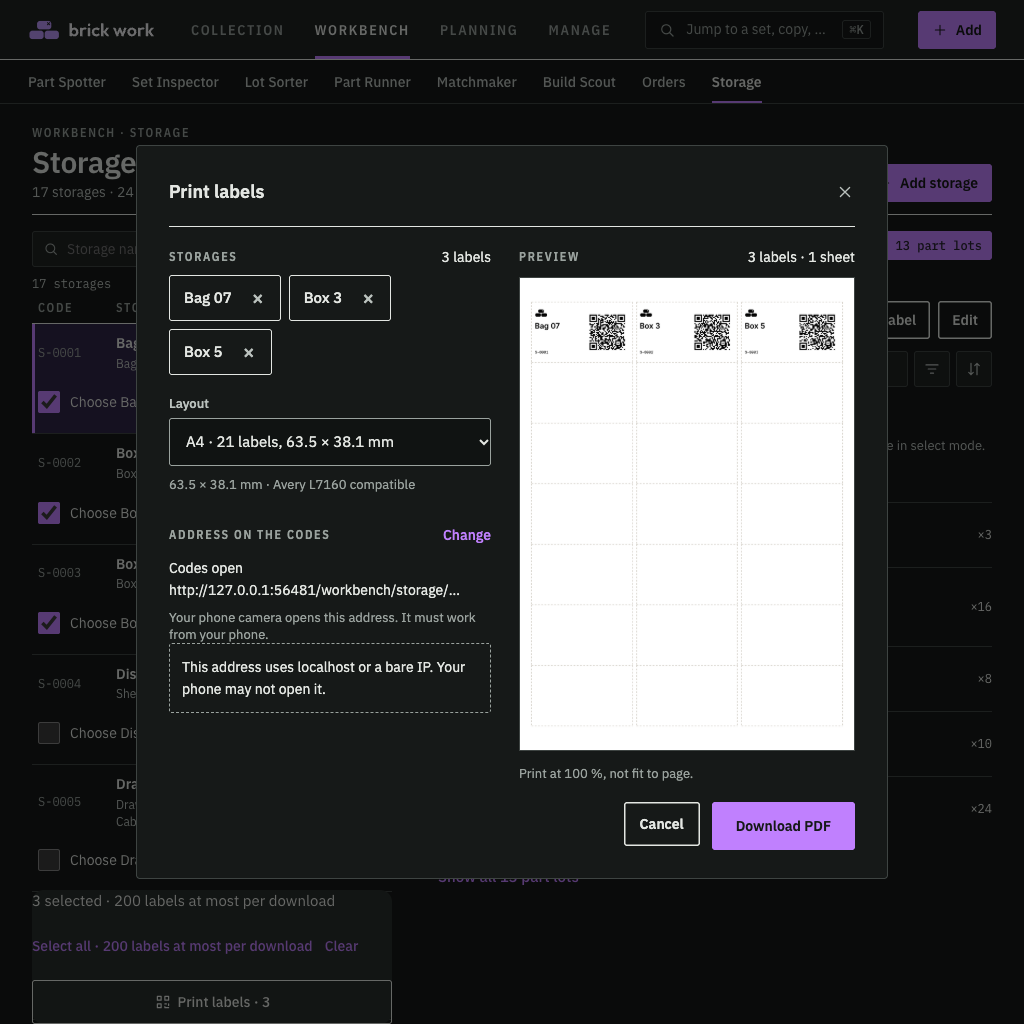 brick work
COLLECTION
WORKBENCH
PLANNING
MANAGE
Jump to a set, copy, ...
⌘K
Add
Part Spotter
Set Inspector
Lot Sorter
Part Runner
Matchmaker
Build Scout
Orders
Storage
WORKBENCH · STORAGE
Storage
17 storages · 24
Add storage
Storage
13 part lots
17 storages
CODE
S-0001
Choose
S-0002
Choose
S-0003
Choose
S-0004
Choose
S-0005
Choose
Edit
e in select mode.
×3
×16
×8
×10
×24
Print labels
STORAGES
3 labels
Bag 07 ×
Box 3 ×
Box 5 ×
Layout
A4 · 21 labels, 63.5 × 38.1 mm
63.5 × 38.1 mm · Avery L7160 compatible
ADDRESS ON THE CODES
Change
Codes open
http://127.0.0.1:56481/workbench/storage/...
Your phone camera opens this address. It must work
from your phone.
This address uses localhost or a bare IP. Your
phone may not open it.
PREVIEW
3 labels · 1 sheet
Bag 07
Box 3
Box 5
Print at 100 %, not fit to page.
Cancel
Download PDF
3 selected · 200 labels at most per download
Select all · 200 labels at most per download
Clear
Print labels · 3